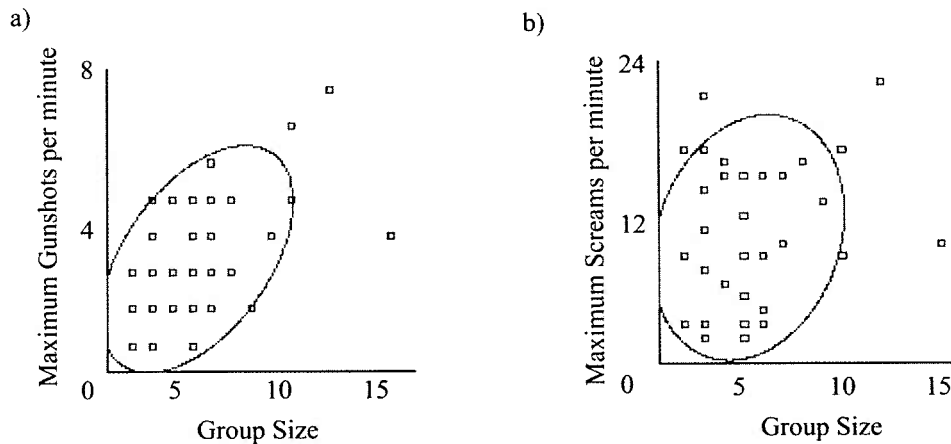 a)
Maximum Gunshots per minute
8
4
0
5
10
15
Group Size
b)
Maximum Screams per minute
24
12
0
5
10
15
Group Size